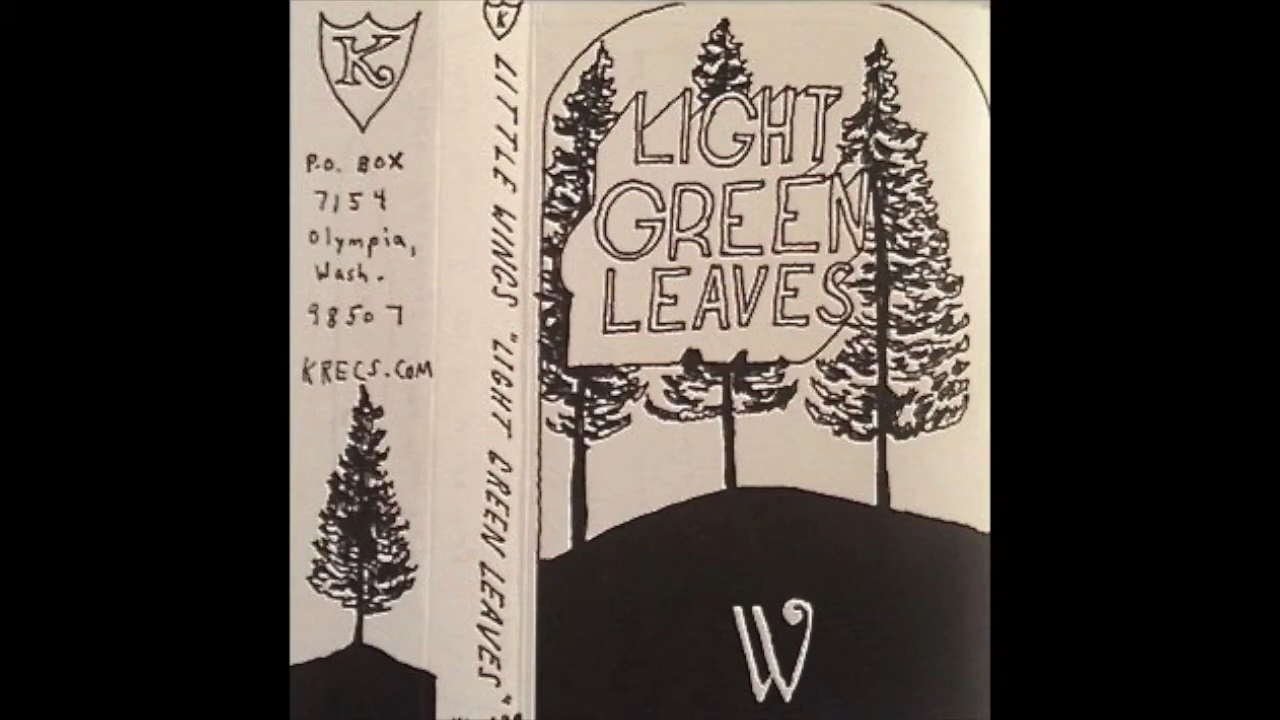 K
P.O. BOX
7154
Olympia,
Wash.
98507
KRECS.COM
K
LITTLE WINGS "LIGHT GREEN LEAVES"
LIGHT
GREEN
LEAVES
W